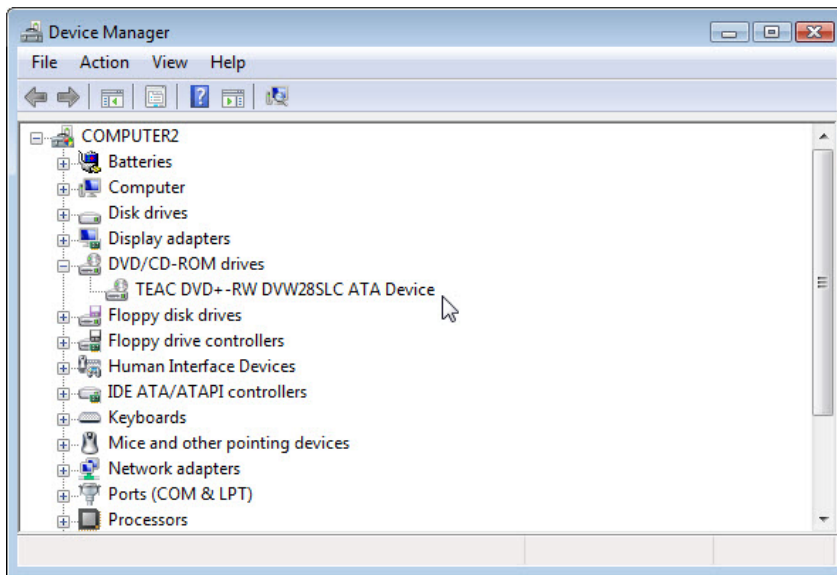 Device Manager
File Action View Help
COMPUTER2
Batteries
Computer
Disk drives
Display adapters
DVD/CD-ROM drives
TEAC DVD+-RW DVW28SLC ATA Device
Floppy disk drives
Floppy drive controllers
Human Interface Devices
IDE ATA/ATAPI controllers
Keyboards
Mice and other pointing devices
Network adapters
Ports (COM & LPT)
Processors